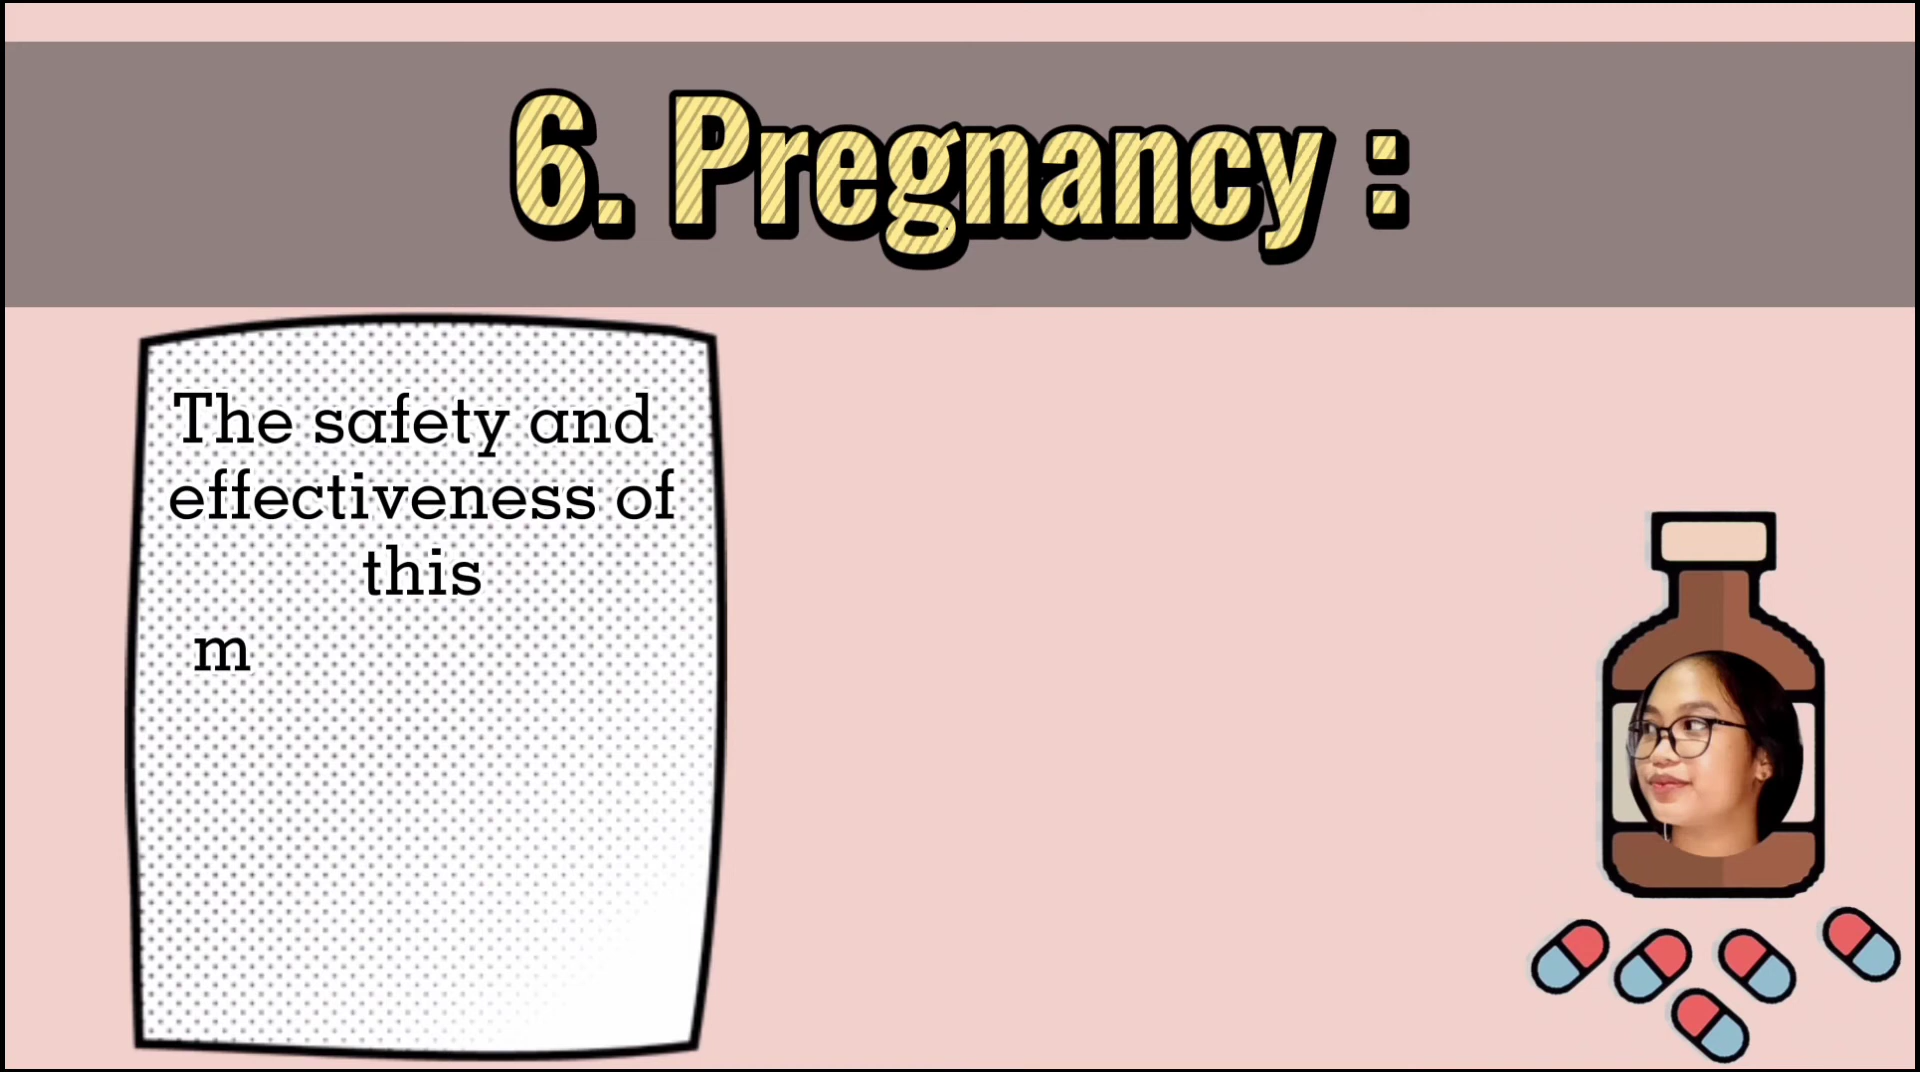 6. Pregnancy :
The safety and
effectiveness of
this
m